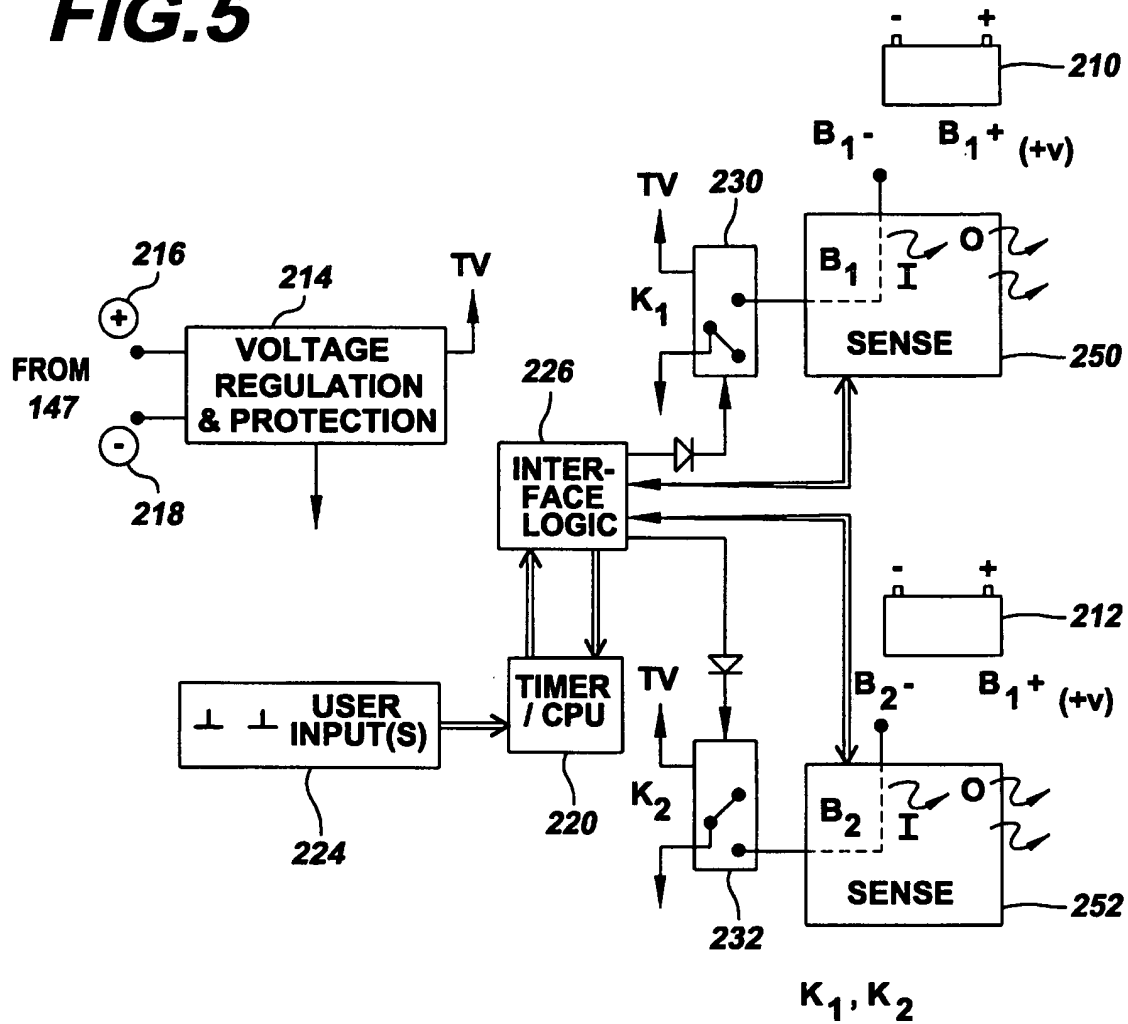 FIG.5
- +
210
B1- B1+ (+v)
TV
230
216
214
TV
+
FROM
147
VOLTAGE
REGULATION
& PROTECTION
-
218
K1
B1
I
O
SENSE
250
226
INTER-
FACE
LOGIC
- +
212
B2- B1+ (+v)
USER
INPUT(S)
224
TIMER
/ CPU
220
TV
K2
232
B2
I
O
SENSE
252
K1, K2